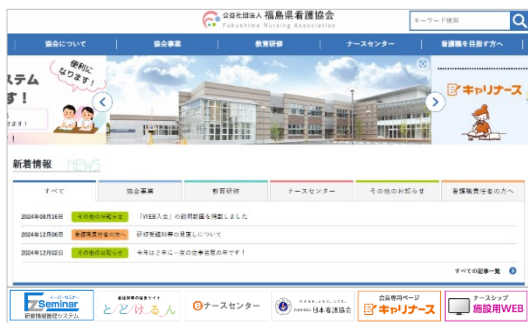 公益社団法人 福島県看護協会
Fukushima Nursing Association
キーワード検索
協会について
協会事業
教育研修
ナースセンター
看護職を目指す方へ
ステム
す!
便利に
なります!
キャリナース
新着情報 NEWS
すべて
協会事業
教育研修
ナースセンター
その他のお知らせ
看護職責任者の方へ
2024年08月16日 その他のお知らせ 「WEB入会」の説明動画を掲載しました
2024年12月06日 看護職責任者の方へ 研修受講料等の見直しについて
2024年12月02日 その他のお知らせ 今年は2年に一度の従事者届の年です!
すべての記事一覧
イージーセミナー
Seminar
研修情報管理システム
とどけるん
eナースセンター
日本看護協会
会員専用ページ
キャリナース
ナースシップ
施設用WEB